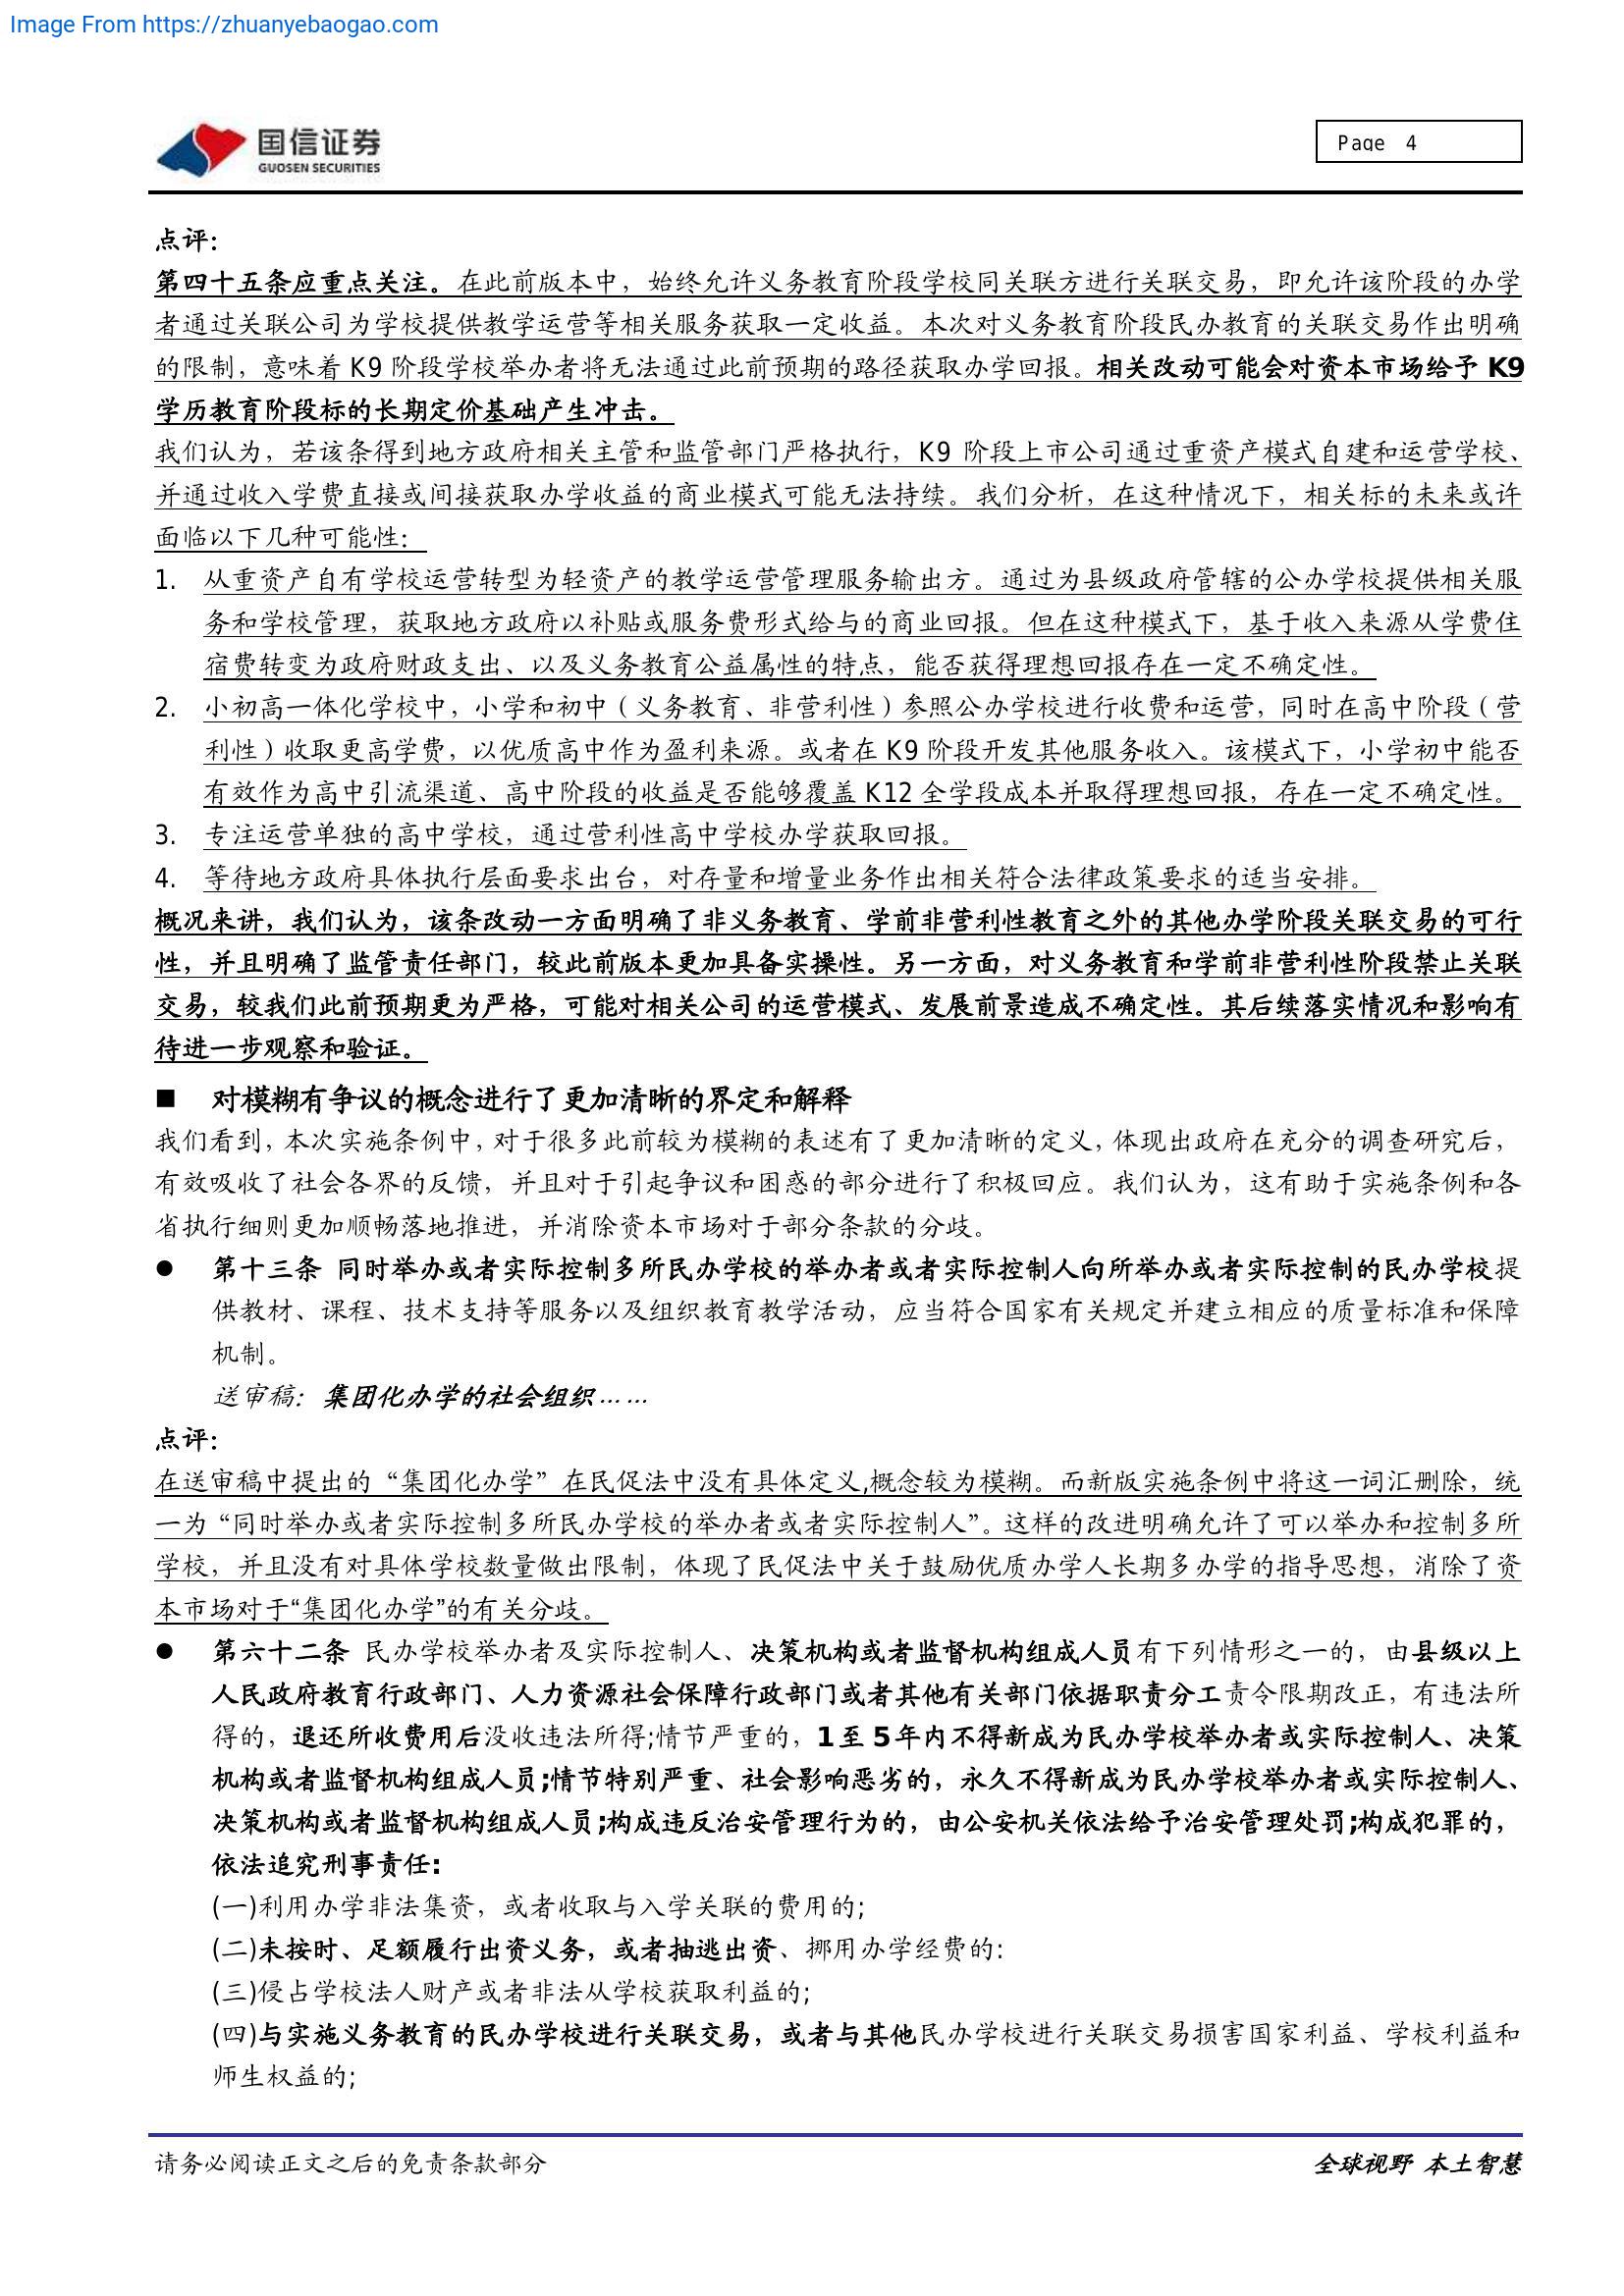 Image From https://zhuanyebaogao.com
国信证券
GUOSEN SECURITIES
Page 4
点评：
第四十五条应重点关注。在此前版本中，始终允许义务教育阶段学校同关联方进行关联交易，即允许该阶段的办学
者通过关联公司为学校提供教学运营等相关服务获取一定收益。本次对义务教育阶段民办教育的关联交易作出明确
的限制，意味着 K9 阶段学校举办者将无法通过此前预期的路径获取办学回报。相关改动可能会对资本市场给予 K9
学历教育阶段标的长期定价基础产生冲击。
我们认为，若该条得到地方政府相关主管和监管部门严格执行，K9 阶段上市公司通过重资产模式自建和运营学校、
并通过收入学费直接或间接获取办学收益的商业模式可能无法持续。我们分析，在这种情况下，相关标的未来或许
面临以下几种可能性：
1. 从重资产自有学校运营转型为轻资产的教学运营管理服务输出方。通过为县级政府管辖的公办学校提供相关服
务和学校管理，获取地方政府以补贴或服务费形式给与的商业回报。但在这种模式下，基于收入来源从学费住
宿费转变为政府财政支出、以及义务教育公益属性的特点，能否获得理想回报存在一定不确定性。
2. 小初高一体化学校中，小学和初中（义务教育、非营利性）参照公办学校进行收费和运营，同时在高中阶段（营
利性）收取更高学费，以优质高中作为盈利来源。或者在 K9 阶段开发其他服务收入。该模式下，小学初中能否
有效作为高中引流渠道、高中阶段的收益是否能够覆盖 K12 全学段成本并取得理想回报，存在一定不确定性。
3. 专注运营单独的高中学校，通过营利性高中学校办学获取回报。
4. 等待地方政府具体执行层面要求出台，对存量和增量业务作出相关符合法律政策要求的适当安排。
概况来讲，我们认为，该条改动一方面明确了非义务教育、学前非营利性教育之外的其他办学阶段关联交易的可行
性，并且明确了监管责任部门，较此前版本更加具备实操性。另一方面，对义务教育和学前非营利性阶段禁止关联
交易，较我们此前预期更为严格，可能对相关公司的运营模式、发展前景造成不确定性。其后续落实情况和影响有
待进一步观察和验证。
■ 对模糊有争议的概念进行了更加清晰的界定和解释
我们看到，本次实施条例中，对于很多此前较为模糊的表述有了更加清晰的定义，体现出政府在充分的调查研究后，
有效吸收了社会各界的反馈，并且对于引起争议和困惑的部分进行了积极回应。我们认为，这有助于实施条例和各
省执行细则更加顺畅落地推进，并消除资本市场对于部分条款的分歧。
● 第十三条 同时举办或者实际控制多所民办学校的举办者或者实际控制人向所举办或者实际控制的民办学校提
供教材、课程、技术支持等服务以及组织教育教学活动，应当符合国家有关规定并建立相应的质量标准和保障
机制。
送审稿：集团化办学的社会组织……
点评：
在送审稿中提出的“集团化办学”在民促法中没有具体定义,概念较为模糊。而新版实施条例中将这一词汇删除，统
一为“同时举办或者实际控制多所民办学校的举办者或者实际控制人”。这样的改进明确允许了可以举办和控制多所
学校，并且没有对具体学校数量做出限制，体现了民促法中关于鼓励优质办学人长期多办学的指导思想，消除了资
本市场对于“集团化办学”的有关分歧。
● 第六十二条 民办学校举办者及实际控制人、决策机构或者监督机构组成人员有下列情形之一的，由县级以上
人民政府教育行政部门、人力资源社会保障行政部门或者其他有关部门依据职责分工责令限期改正，有违法所
得的，退还所收费用后没收违法所得;情节严重的，1 至 5 年内不得新成为民办学校举办者或实际控制人、决策
机构或者监督机构组成人员;情节特别严重、社会影响恶劣的，永久不得新成为民办学校举办者或实际控制人、
决策机构或者监督机构组成人员;构成违反治安管理行为的，由公安机关依法给予治安管理处罚;构成犯罪的，
依法追究刑事责任:
(一)利用办学非法集资，或者收取与入学关联的费用的;
(二)未按时、足额履行出资义务，或者抽逃出资、挪用办学经费的:
(三)侵占学校法人财产或者非法从学校获取利益的;
(四)与实施义务教育的民办学校进行关联交易，或者与其他民办学校进行关联交易损害国家利益、学校利益和
师生权益的;
请务必阅读正文之后的免责条款部分
全球视野 本土智慧